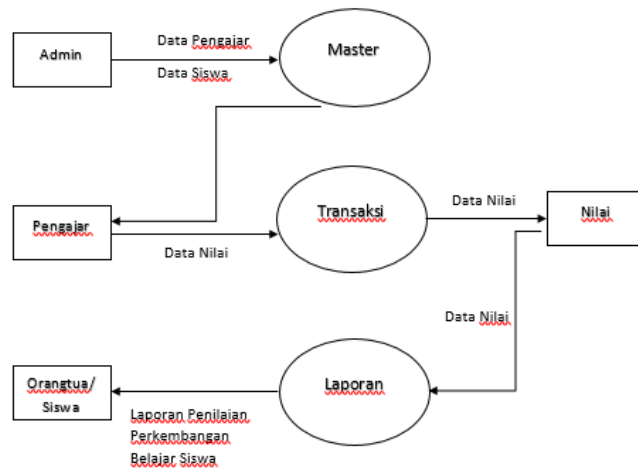 Data Pengajar
Admin
Master
Data Siswa
Pengajar
Data Nilai
Transaksi
Data Nilai
Nilai
Data Nilai
Orangtua/
Siswa
Laporan Penilaian
Perkembangan
Belajar Siswa
Laporan